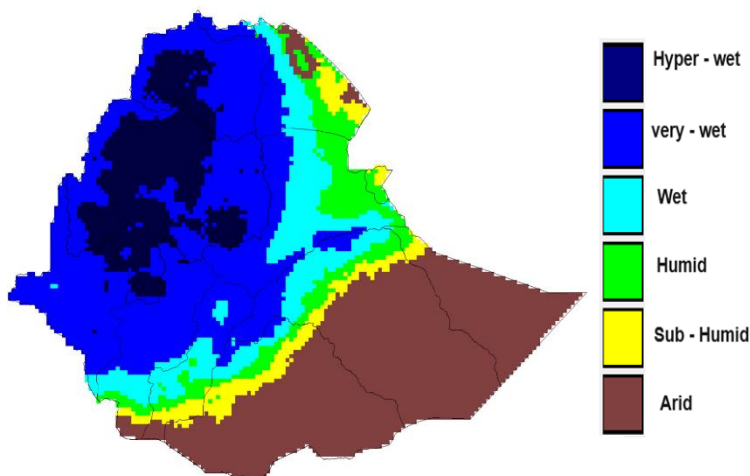 Hyper - wet
very - wet
Wet
Humid
Sub - Humid
Arid